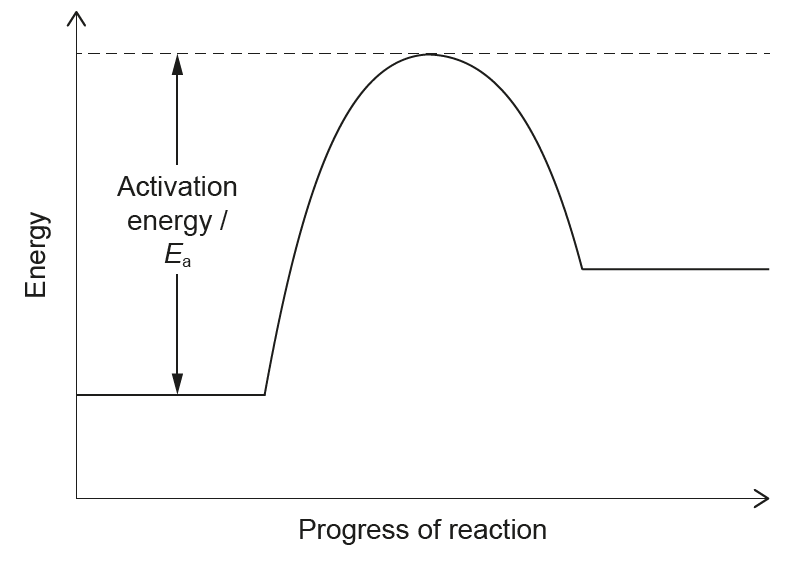 Activation
energy /
Eₐ
Energy
Progress of reaction